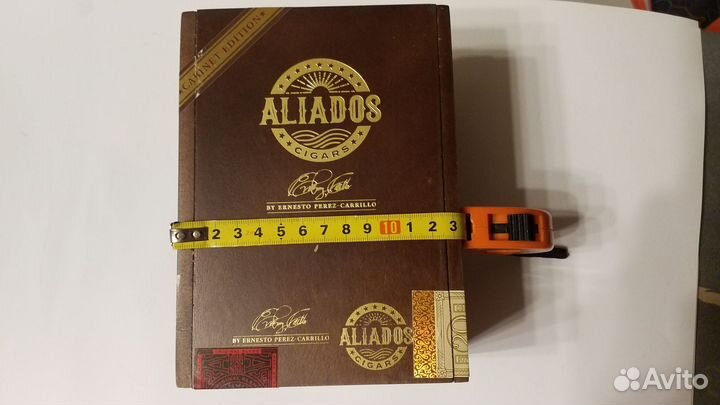 CABINET EDITION
ALIADOS
CIGARS
BY ERNESTO PEREZ-CARRILLO
2 3 4 5 6 7 8 9 10 1 2 3
BY ERNESTO PEREZ-CARRILLO
ALIADOS
CIGARS
Avito